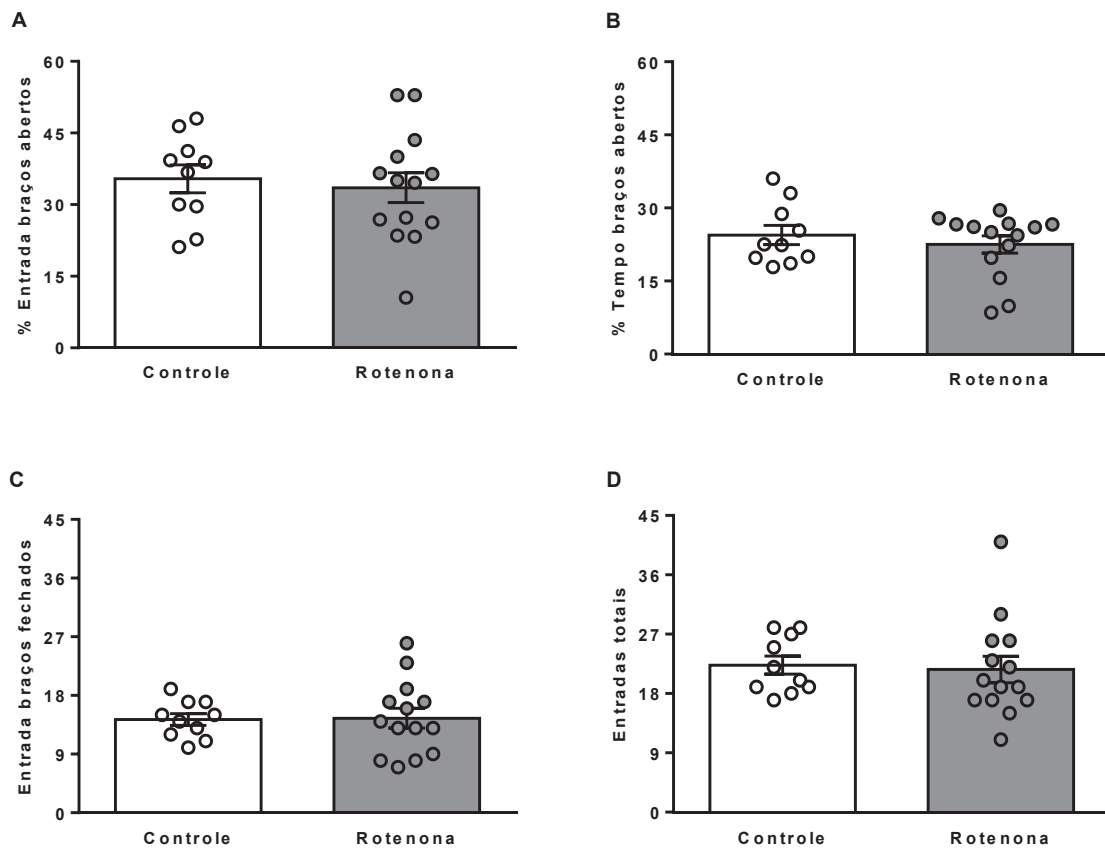 A
% Entrada braços abertos
60
45
30
15
0
Controle
Rotenona
B
% Tempo braços abertos
60
45
30
15
0
Controle
Rotenona
C
Entrada braços fechados
45
36
27
18
9
0
Controle
Rotenona
D
Entradas totais
45
36
27
18
9
0
Controle
Rotenona